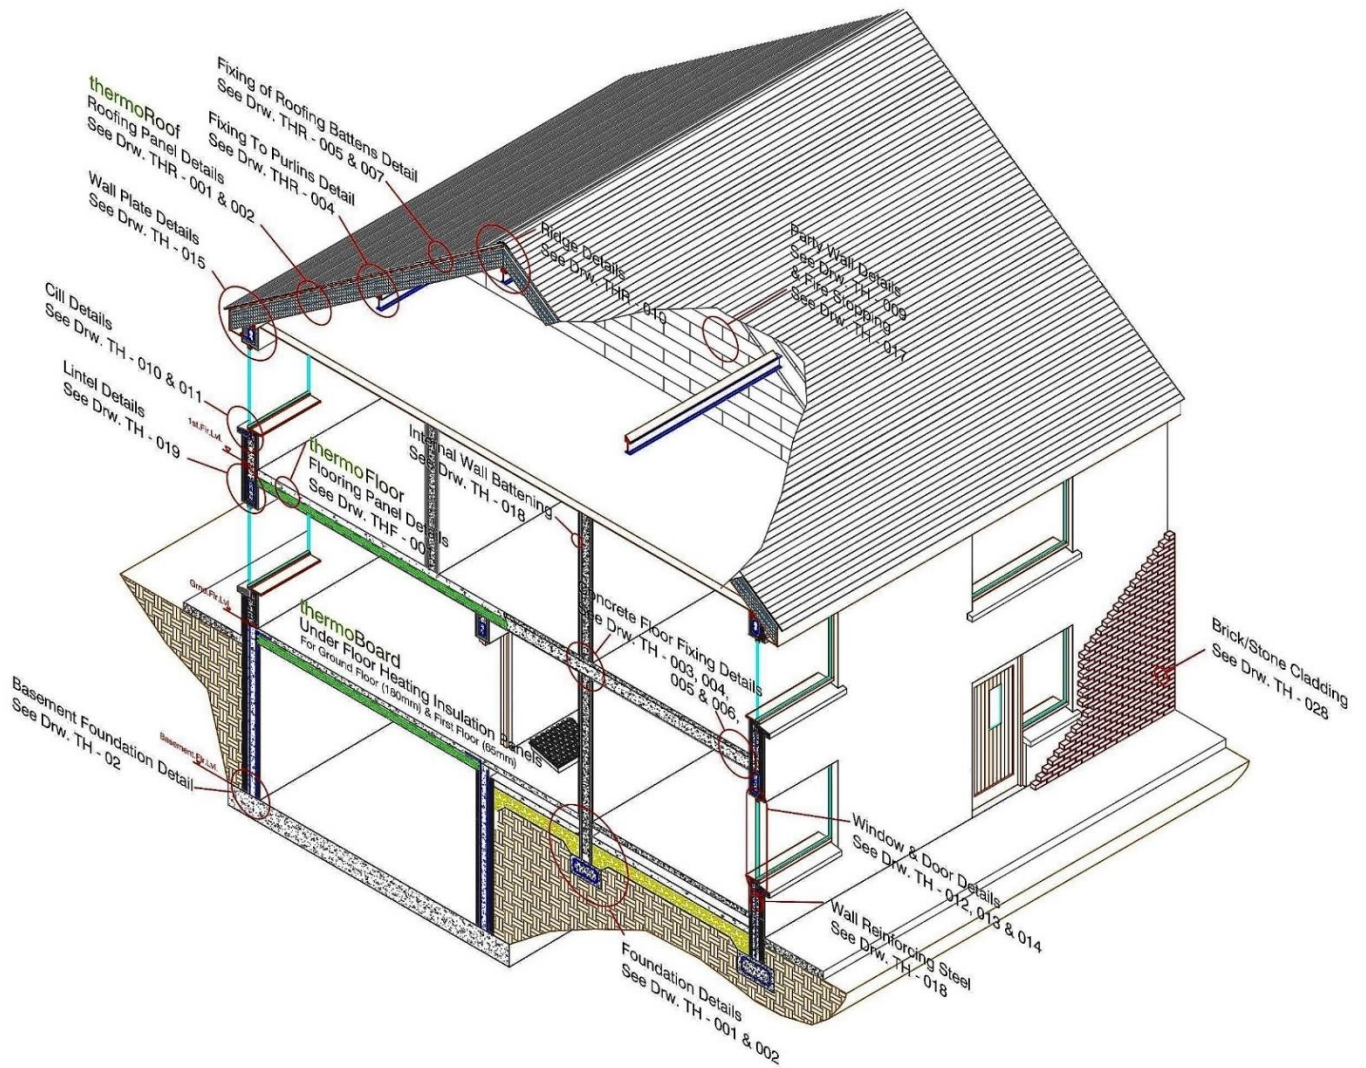 Fixing of Roofing Battens Detail
See Drw. THR - 005 & 007
thermoRoof
Roofing Panel Details
See Drw. THR - 001 & 002
Fixing To Purlins Detail
See Drw. THR - 004
Wall Plate Details
See Drw. TH - 015
Ridge Details
See Drw. THR - 019
Party Wall Details
See Drw. TH - 009
& Fire Stopping
See Drw. TH - 017
Cill Details
See Drw. TH - 010 & 011
Lintel Details
See Drw. TH - 019
1st.Flr.Lvl.
thermoFloor
Flooring Panel Details
See Drw. THF - 00
Internal Wall Battening
See Drw. TH - 018
Grnd.Flr.Lvl.
thermoBoard
Under Floor Heating Insulation Panels
For Ground Floor (180mm) & First Floor (65mm)
Concrete Floor Fixing Details
See Drw. TH - 003, 004,
005 & 006,
Brick/Stone Cladding
See Drw. TH - 028
Basement Foundation Detail
See Drw. TH - 02
Basement.Flr.Lvl.
Window & Door Details
See Drw. TH - 012, 013 & 014
Wall Reinforcing Steel
See Drw. TH - 018
Foundation Details
See Drw. TH - 001 & 002